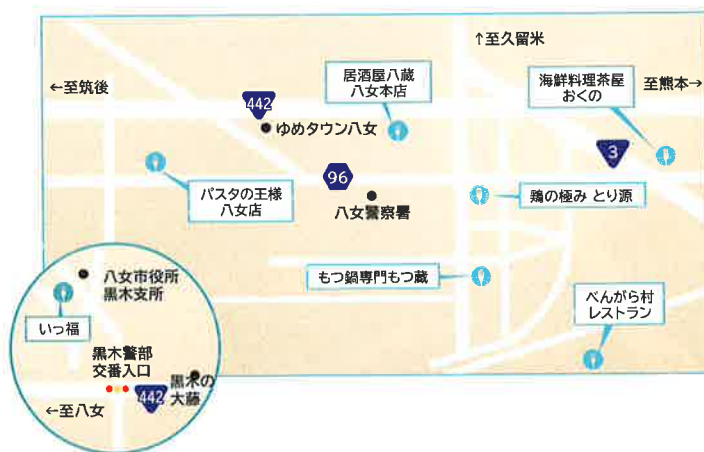 ↑至久留米
←至筑後
居酒屋八蔵
八女本店
海鮮料理茶屋
おくの
至熊本→
442
ゆめタウン八女
3
パスタの王様
八女店
96
八女警察署
鶏の極み とり源
もつ鍋専門もつ蔵
べんがら村
レストラン
八女市役所
黒木支所
いっ福
黒木警部
交番入口
黒木の
大藤
442
←至八女